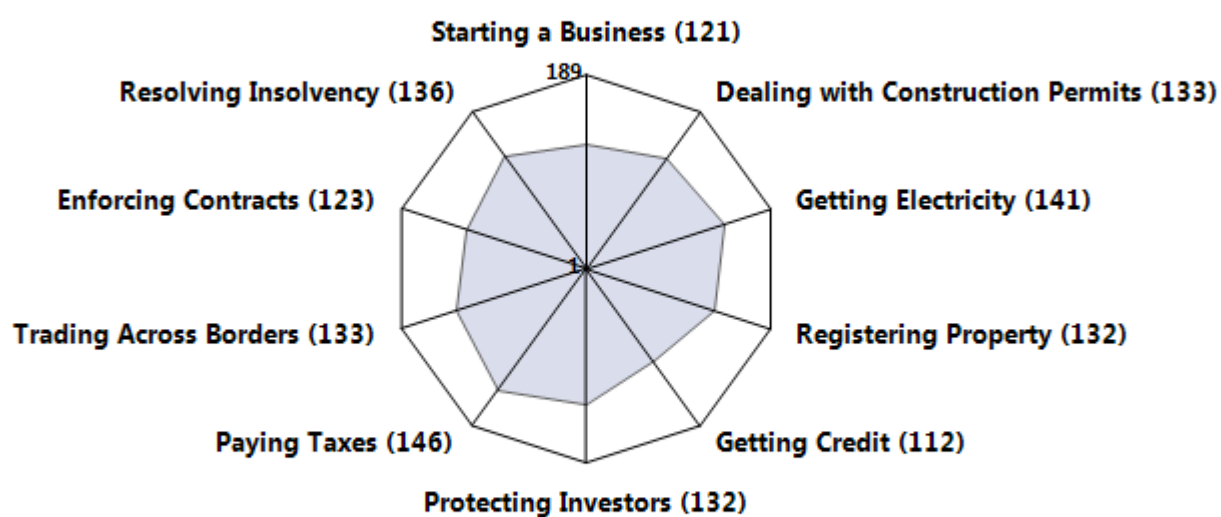 Starting a Business (121)
189
Resolving Insolvency (136)
Dealing with Construction Permits (133)
Enforcing Contracts (123)
Getting Electricity (141)
1
Trading Across Borders (133)
Registering Property (132)
Paying Taxes (146)
Getting Credit (112)
Protecting Investors (132)